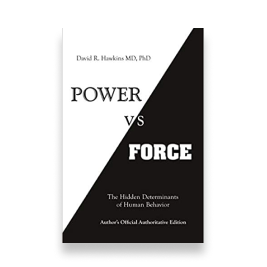 David R. Hawkins MD, PhD
POWER
VS
FORCE
The Hidden Determinants
of Human Behavior
Author's Official Authoritative Edition